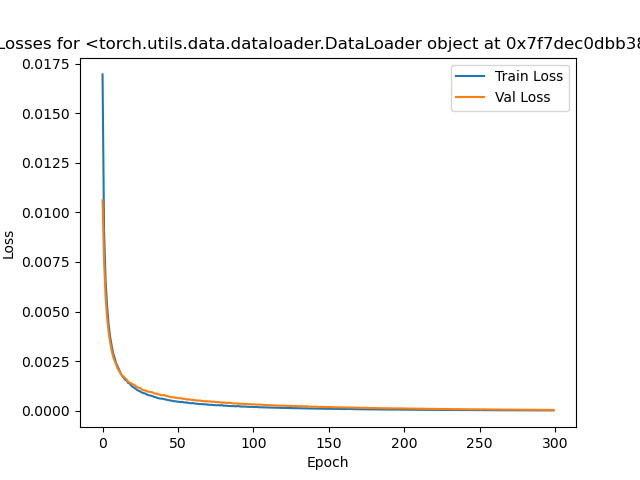 Losses for <torch.utils.data.dataloader.DataLoader object at 0x7f7dec0dbb38
Train Loss
Val Loss
0.0175
0.0150
0.0125
0.0100
0.0075
0.0050
0.0025
0.0000
Loss
0 50 100 150 200 250 300
Epoch